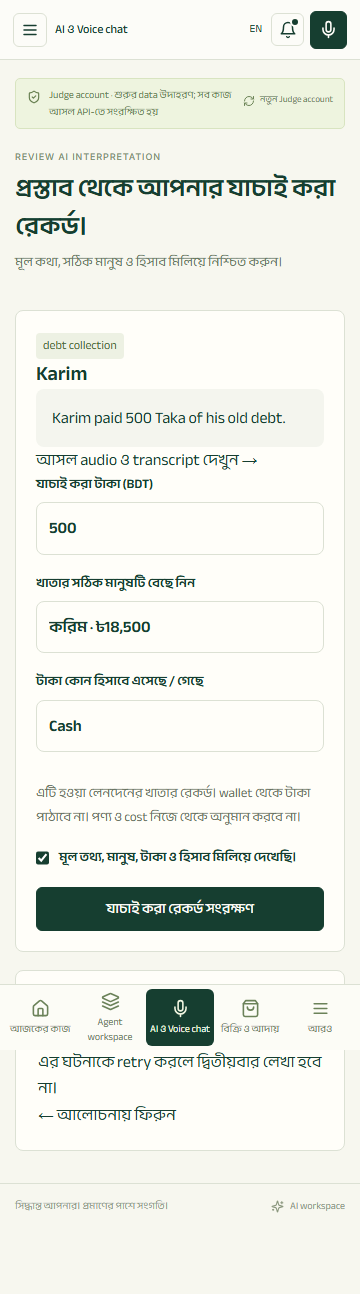 AI ও Voice chat
EN
Judge account · শুরুর data উদাহরণ; সব কাজ
আসল API-তে সংরক্ষিত হয়
নতুন Judge account
REVIEW AI INTERPRETATION
প্রস্তাব থেকে আপনার যাচাই করা
রেকর্ড।
মূল কথা, সঠিক মানুষ ও হিসাব মিলিয়ে নিশ্চিত করুন।
debt collection
Karim
Karim paid 500 Taka of his old debt.
আসল audio ও transcript দেখুন →
যাচাই করা টাকা (BDT)
500
খাতার সঠিক মানুষটি বেছে নিন
করিম · ৳18,500
টাকা কোন হিসাবে এসেছে / গেছে
Cash
এটি হওয়া লেনদেনের খাতার রেকর্ড। wallet থেকে টাকা
পাঠাবে না। পণ্য ও cost নিজে থেকে অনুমান করবে না।
মূল তথ্য, মানুষ, টাকা ও হিসাব মিলিয়ে দেখেছি।
যাচাই করা রেকর্ড সংরক্ষণ
আজকের কাজ
Agent
workspace
AI ও Voice chat
বিক্রি ও আদায়
আরও
এর ঘটনাকে retry করলে দ্বিতীয়বার লেখা হবে
না।
← আলোচনায় ফিরুন
সিদ্ধান্ত আপনার। প্রমাণের পাশে সংগতি।
AI workspace